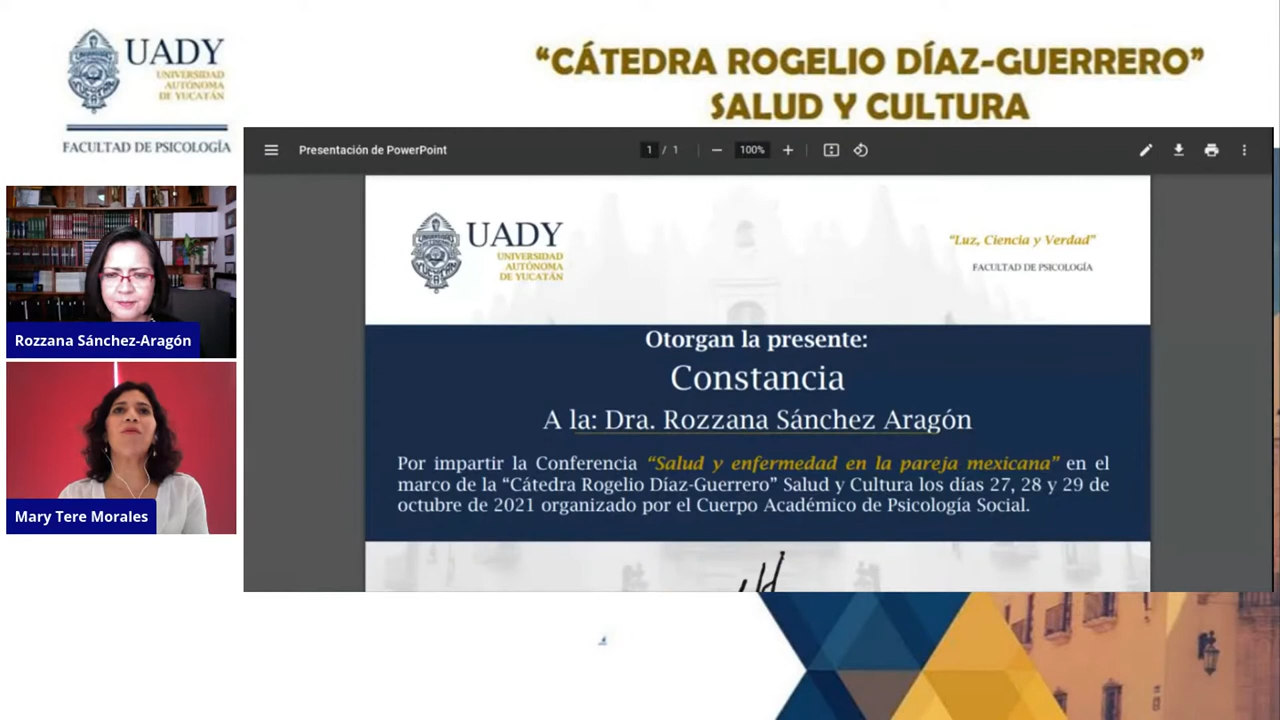 UADY
UNIVERSIDAD
AUTÓNOMA
DE YUCATÁN
FACULTAD DE PSICOLOGÍA
“CÁTEDRA ROGELIO DÍAZ-GUERRERO”
SALUD Y CULTURA
Presentación de PowerPoint
1 / 1
100%
UADY
UNIVERSIDAD
AUTÓNOMA
DE YUCATÁN
“Luz, Ciencia y Verdad”
FACULTAD DE PSICOLOGÍA
Otorgan la presente:
Constancia
A la: Dra. Rozzana Sánchez Aragón
Por impartir la Conferencia “Salud y enfermedad en la pareja mexicana” en el
marco de la “Cátedra Rogelio Díaz-Guerrero” Salud y Cultura los días 27, 28 y 29 de
octubre de 2021 organizado por el Cuerpo Académico de Psicología Social.
Rozzana Sánchez-Aragón
Mary Tere Morales